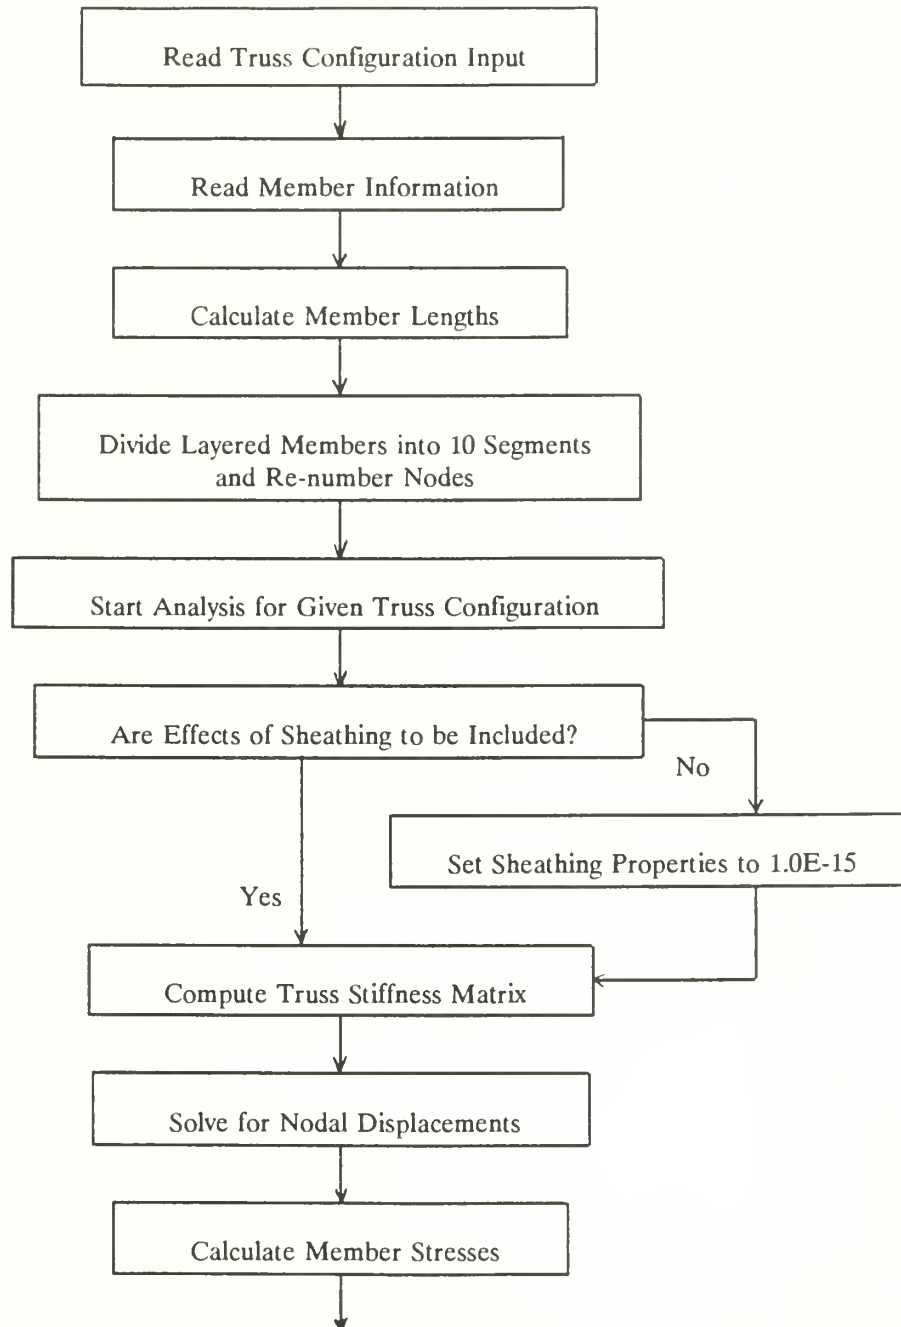 Read Truss Configuration Input
Read Member Information
Calculate Member Lengths
Divide Layered Members into 10 Segments
and Re-number Nodes
Start Analysis for Given Truss Configuration
Are Effects of Sheathing to be Included?
No
Set Sheathing Properties to 1.0E-15
Yes
Compute Truss Stiffness Matrix
Solve for Nodal Displacements
Calculate Member Stresses